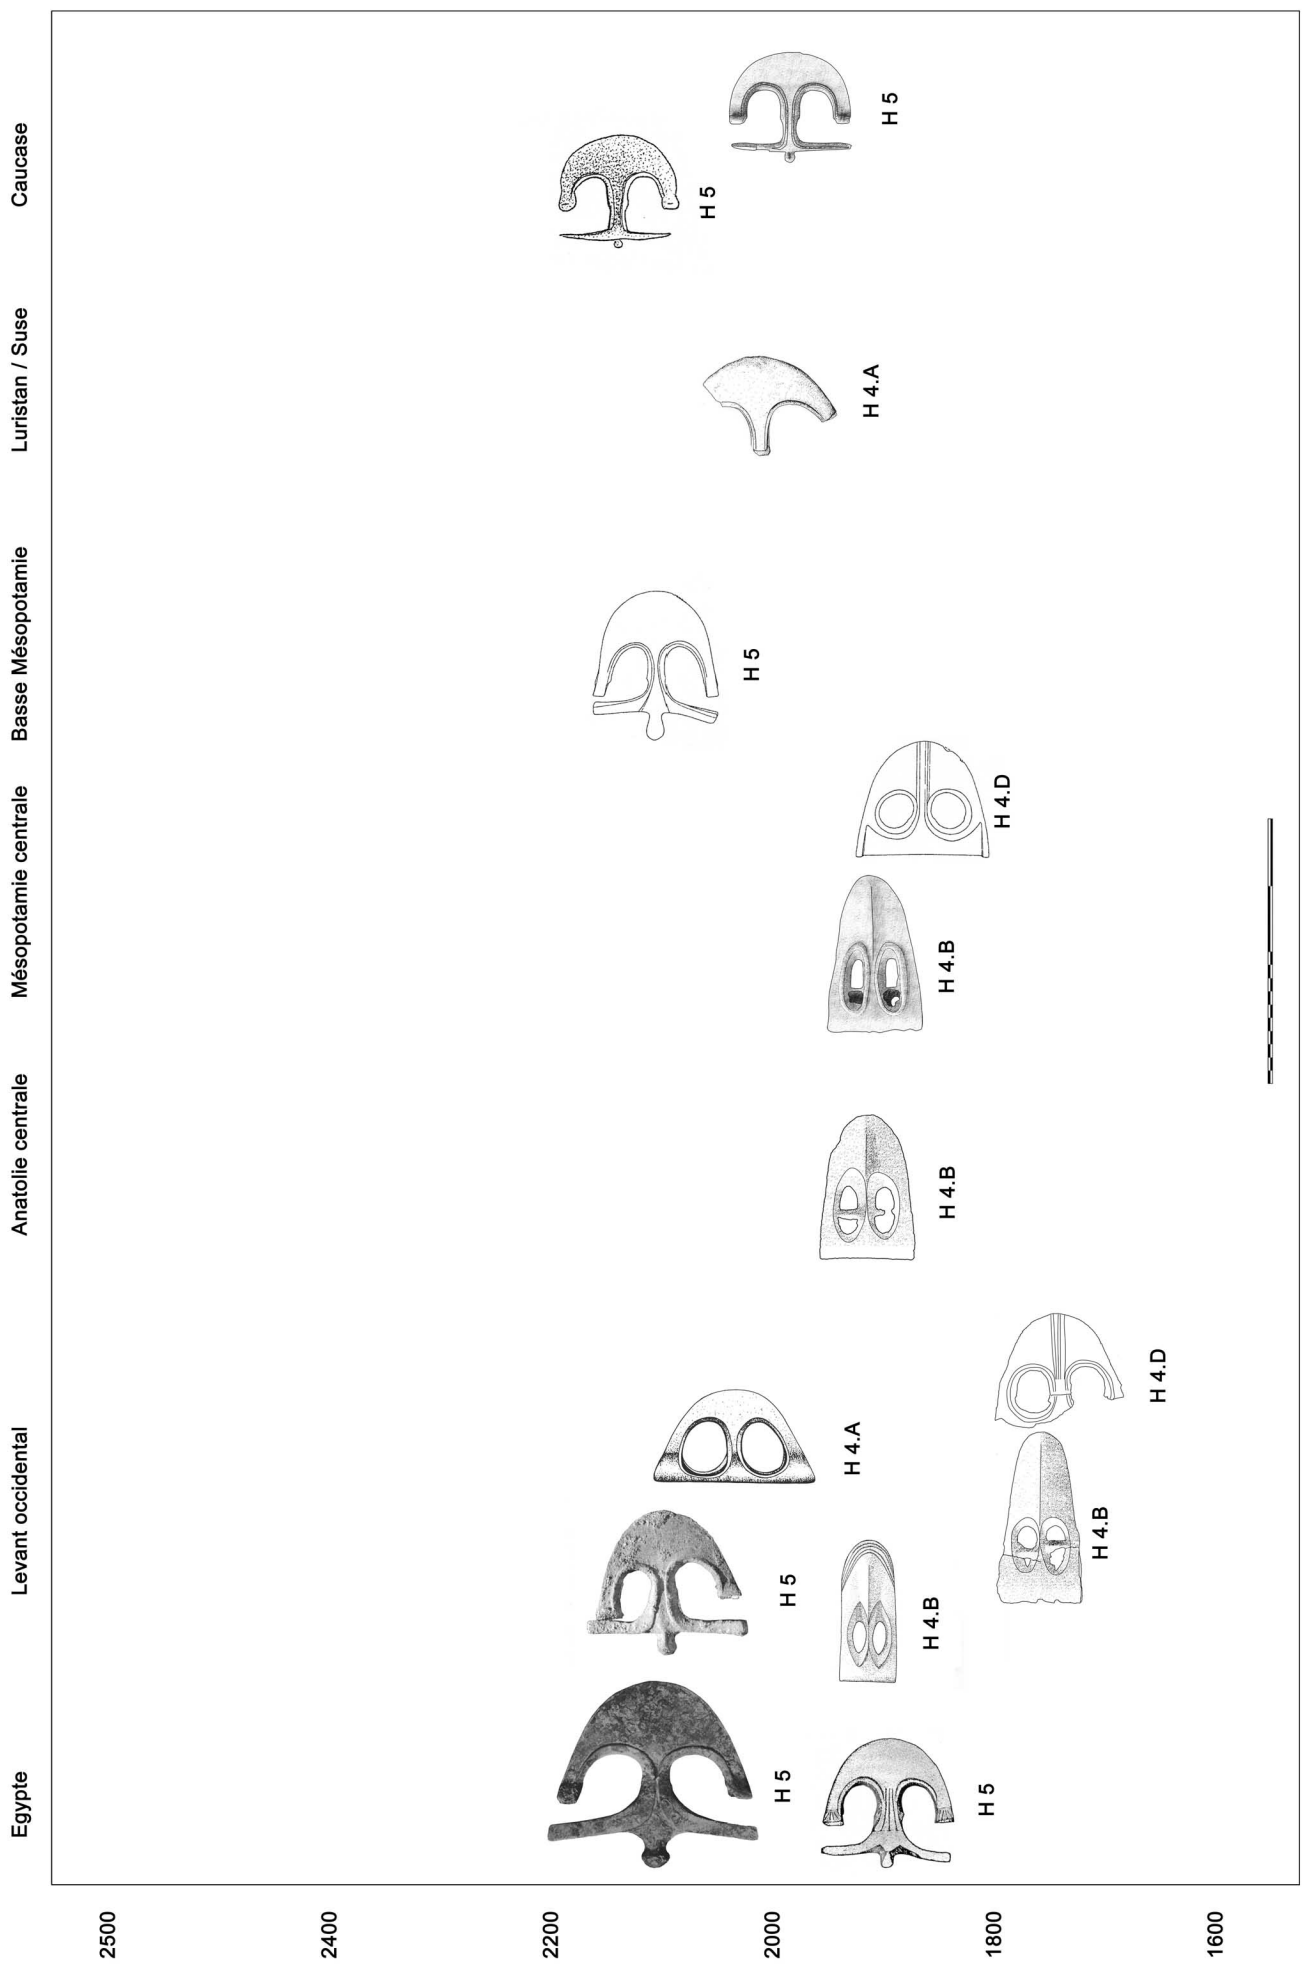 Egypte
Levant occidental
Anatolie centrale
Mésopotamie centrale
Basse Mésopotamie
Luristan / Suse
Caucase
2500
2400
2200
2000
1800
1600
H 5
H 5
H 5
H 4.A
H 4.B
H 4.B
H 4.D
H 4.B
H 4.B
H 4.D
H 5
H 4.A
H 5
H 5